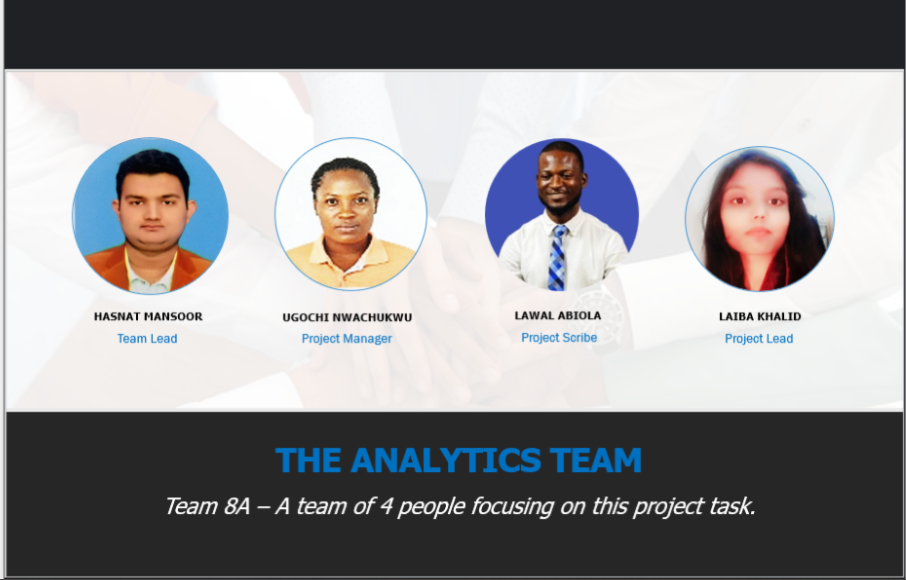 HASNAT MANSOOR
Team Lead
UGOCHI NWACHUKWU
Project Manager
LAWAL ABIOLA
Project Scribe
LAIBA KHALID
Project Lead
THE ANALYTICS TEAM
Team 8A – A team of 4 people focusing on this project task.